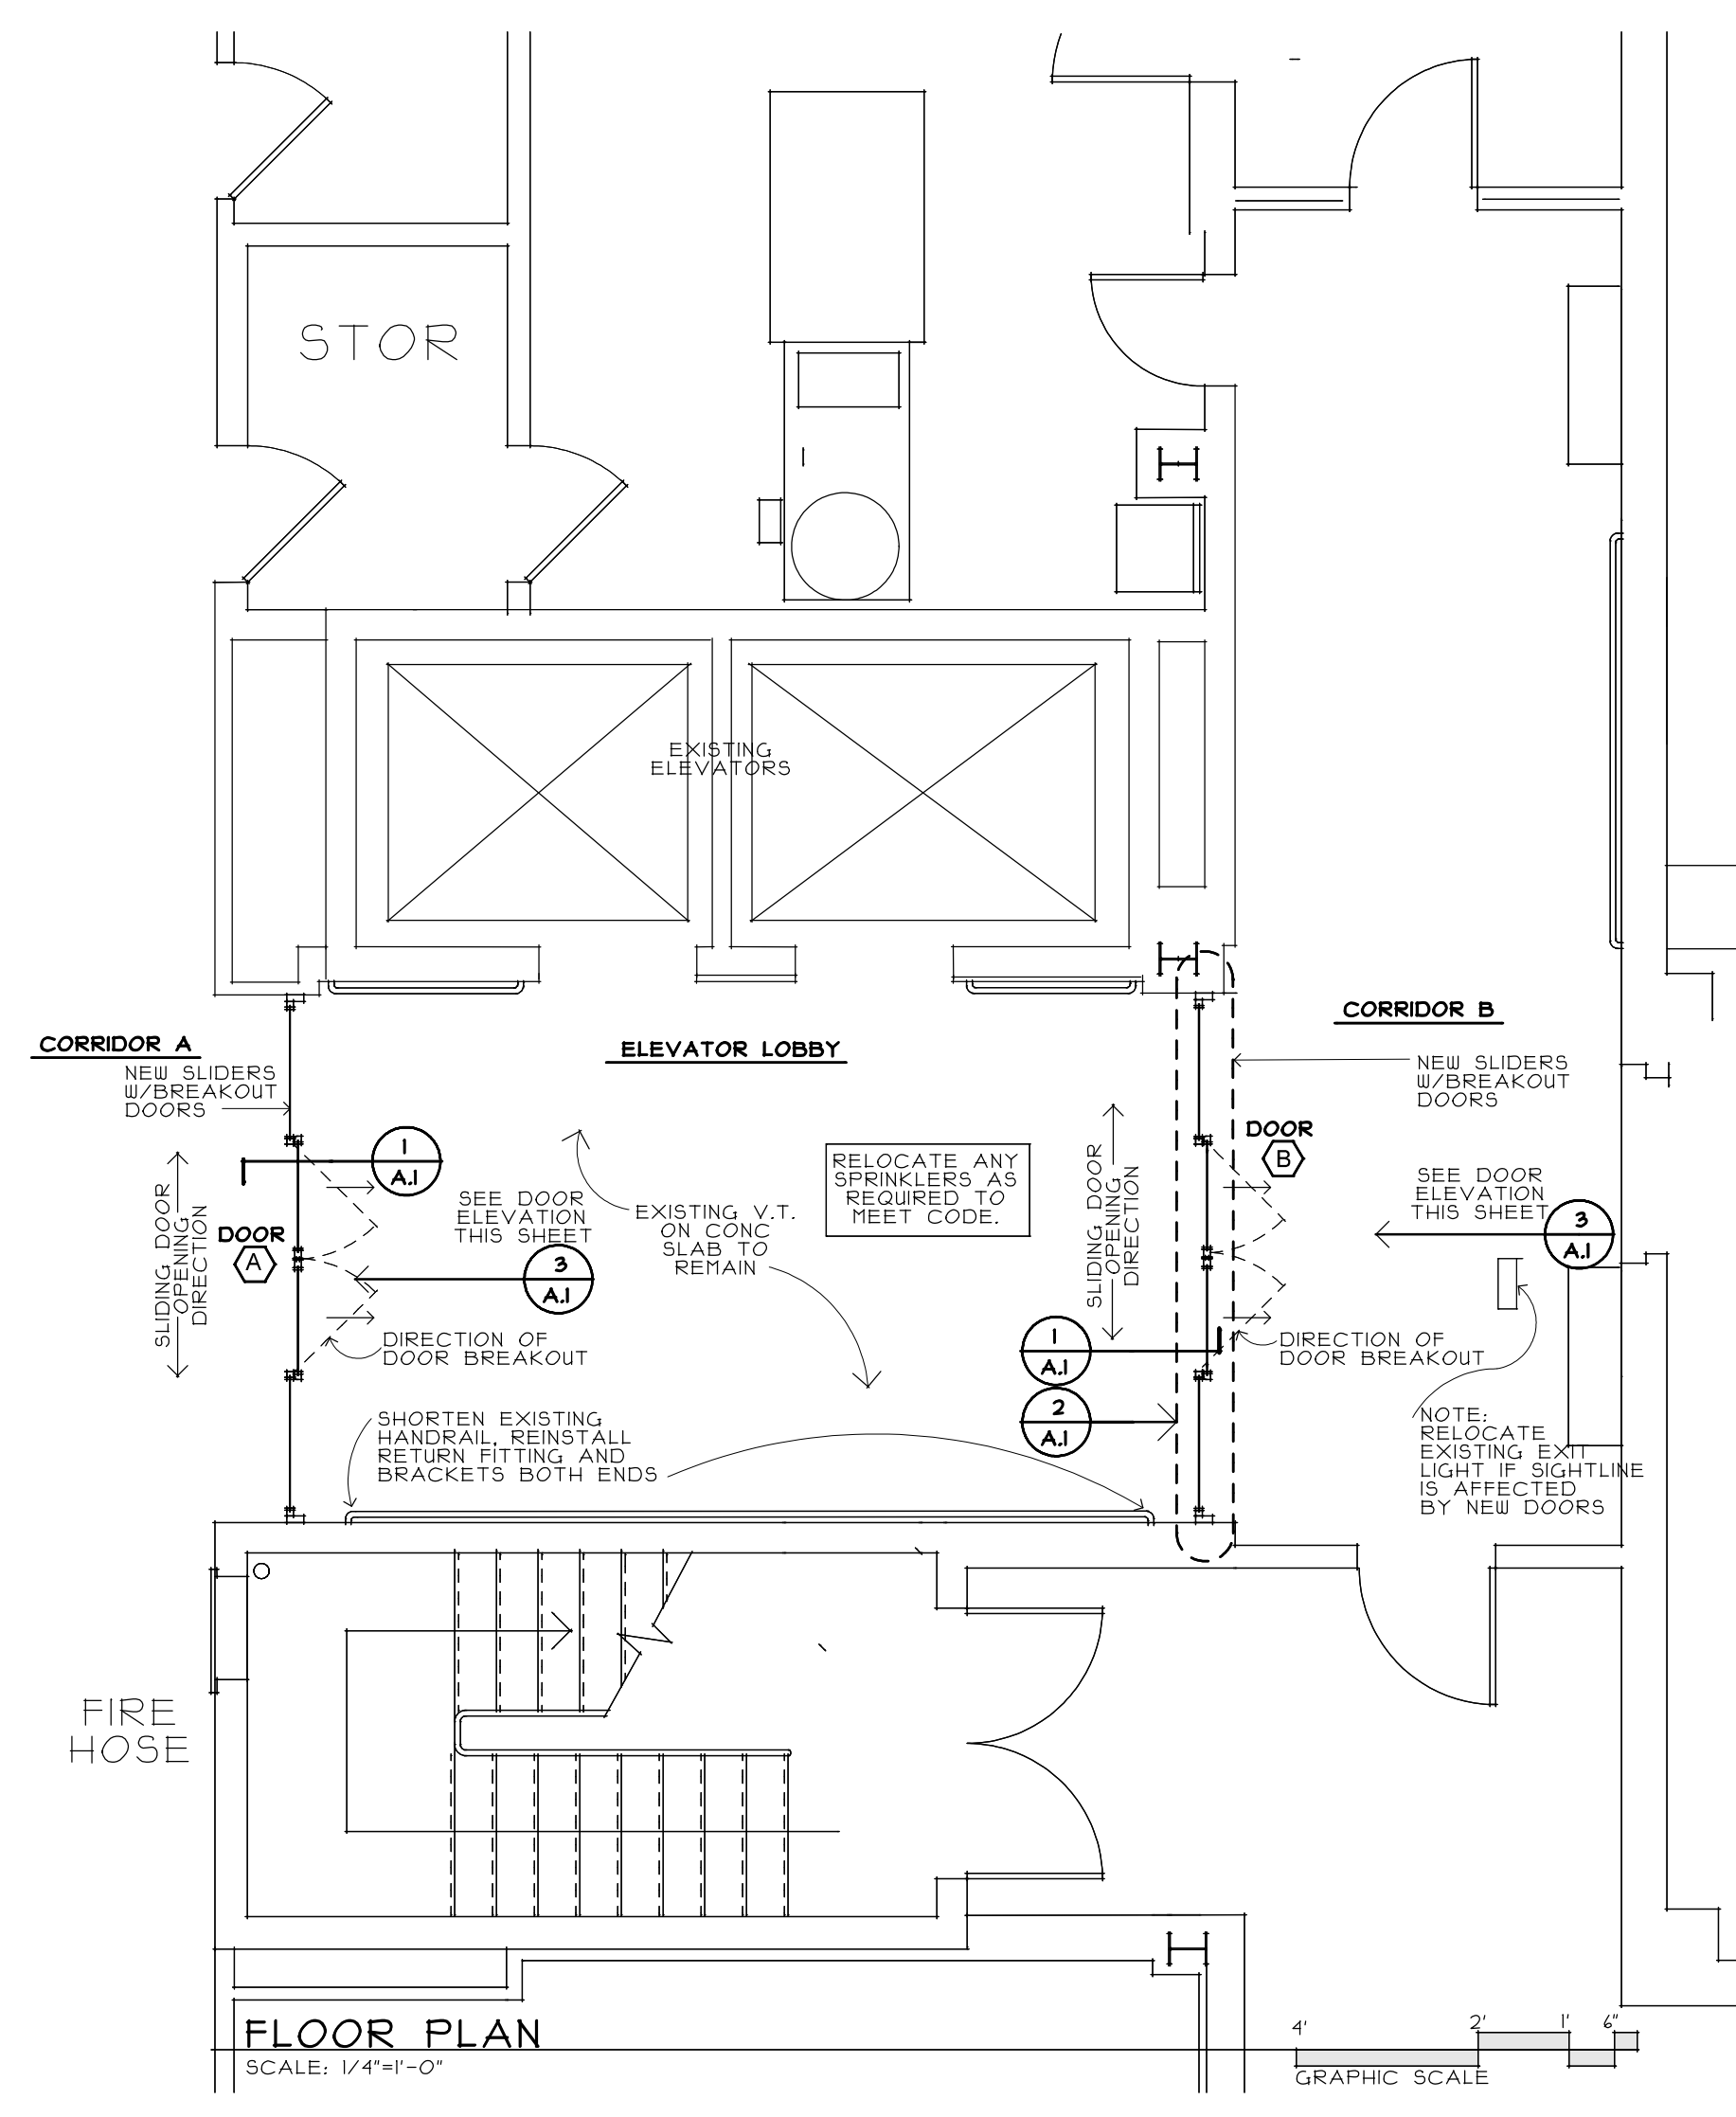 STOR
EXISTING
ELEVATORS
CORRIDOR A
NEW SLIDERS
W/BREAKOUT
DOORS
ELEVATOR LOBBY
CORRIDOR B
NEW SLIDERS
W/BREAKOUT
DOORS
1
A.1
SLIDING DOOR
OPENING
DIRECTION
DOOR
A
SEE DOOR
ELEVATION
THIS SHEET
3
A.1
DIRECTION OF
DOOR BREAKOUT
EXISTING V.T.
ON CONC
SLAB TO
REMAIN
RELOCATE ANY
SPRINKLERS AS
REQUIRED TO
MEET CODE.
SLIDING DOOR
OPENING
DIRECTION
DOOR
B
SEE DOOR
ELEVATION
THIS SHEET
3
A.1
1
A.1
2
A.1
DIRECTION OF
DOOR BREAKOUT
SHORTEN EXISTING
HANDRAIL, REINSTALL
RETURN FITTING AND
BRACKETS BOTH ENDS
NOTE:
RELOCATE
EXISTING EXIT
LIGHT IF SIGHTLINE
IS AFFECTED
BY NEW DOORS
FIRE
HOSE
FLOOR PLAN
SCALE: 1/4"=1'-0"
4' 2' 1' 6"
GRAPHIC SCALE